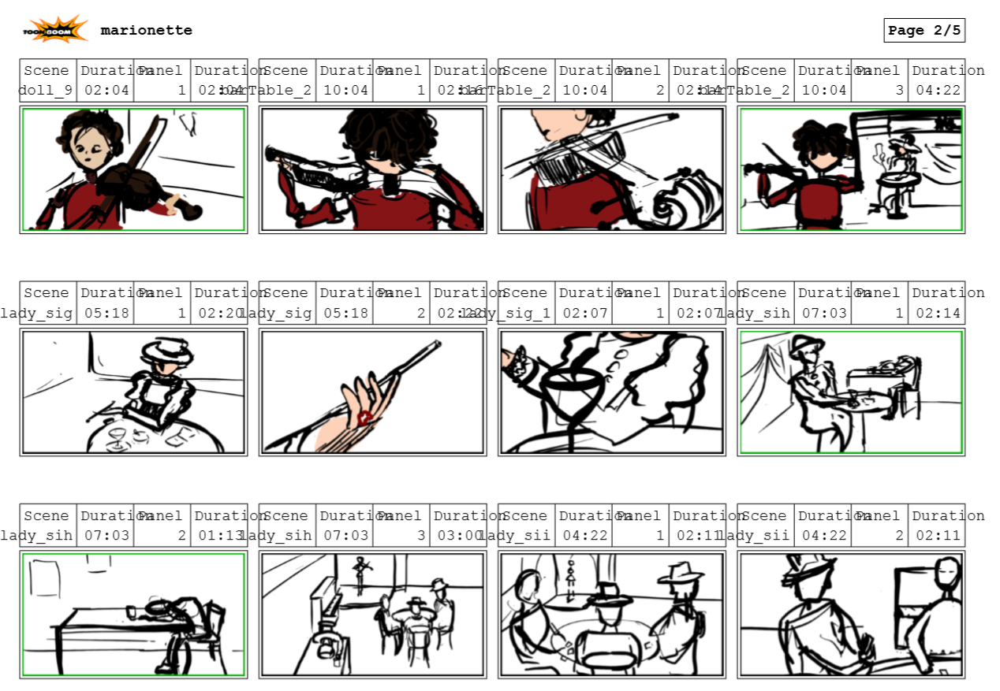 TOON BOOM marionette Page 2/5
Scene Duration Panel Duration Scene Duration Panel Duration Scene Duration Panel Duration Scene Duration Panel Duration
doll_9 02:04 1 02:04 barTable_2 10:04 1 02:16 barTable_2 10:04 2 02:14 barTable_2 10:04 3 04:22
Scene Duration Panel Duration Scene Duration Panel Duration Scene Duration Panel Duration Scene Duration Panel Duration
lady_sig 05:18 1 02:20 lady_sig 05:18 2 02:22 lady_sig_1 02:07 1 02:07 lady_sih 07:03 1 02:14
Scene Duration Panel Duration Scene Duration Panel Duration Scene Duration Panel Duration Scene Duration Panel Duration
lady_sih 07:03 2 01:13 lady_sih 07:03 3 03:00 lady_sii 04:22 1 02:11 lady_sii 04:22 2 02:11